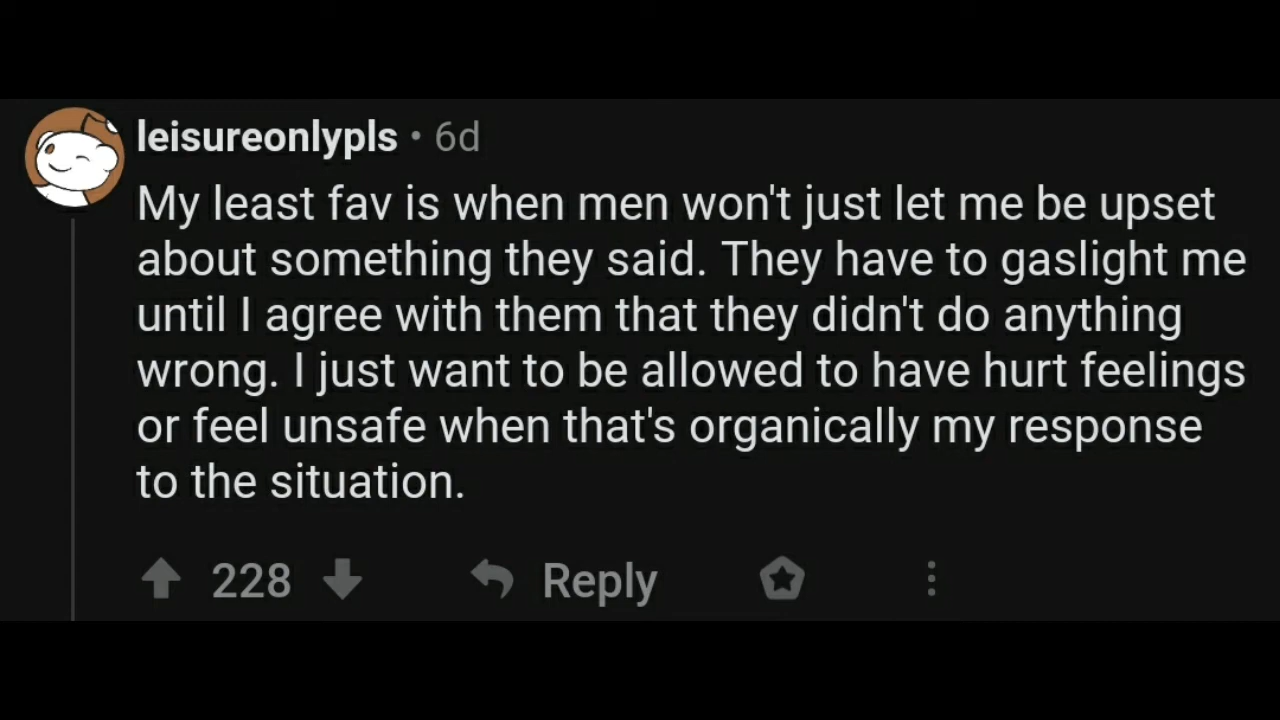 leisureonlypls • 6d
My least fav is when men won't just let me be upset
about something they said. They have to gaslight me
until I agree with them that they didn't do anything
wrong. I just want to be allowed to have hurt feelings
or feel unsafe when that's organically my response
to the situation.
228 Reply